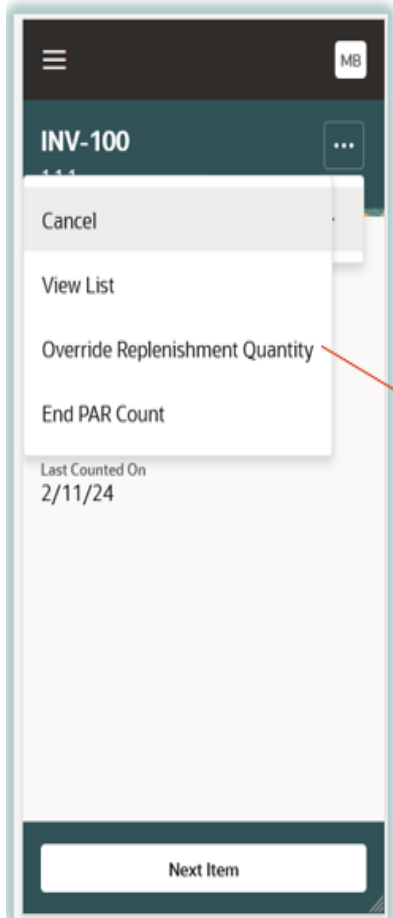 MB
INV-100
...
Cancel
View List
Override Replenishment Quantity
End PAR Count
Last Counted On
2/11/24
Next Item